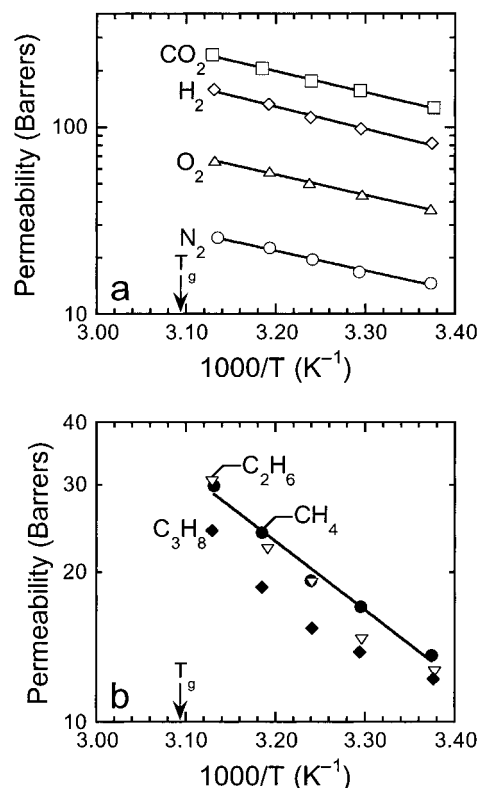 Permeability (Barrers)
100
10
CO₂
H₂
O₂
N₂
T_g
a
3.00 3.10 3.20 3.30 3.40
1000/T (K⁻¹)
Permeability (Barrers)
40
30
20
10
C₂H₆
CH₄
C₃H₈
T_g
b
3.00 3.10 3.20 3.30 3.40
1000/T (K⁻¹)